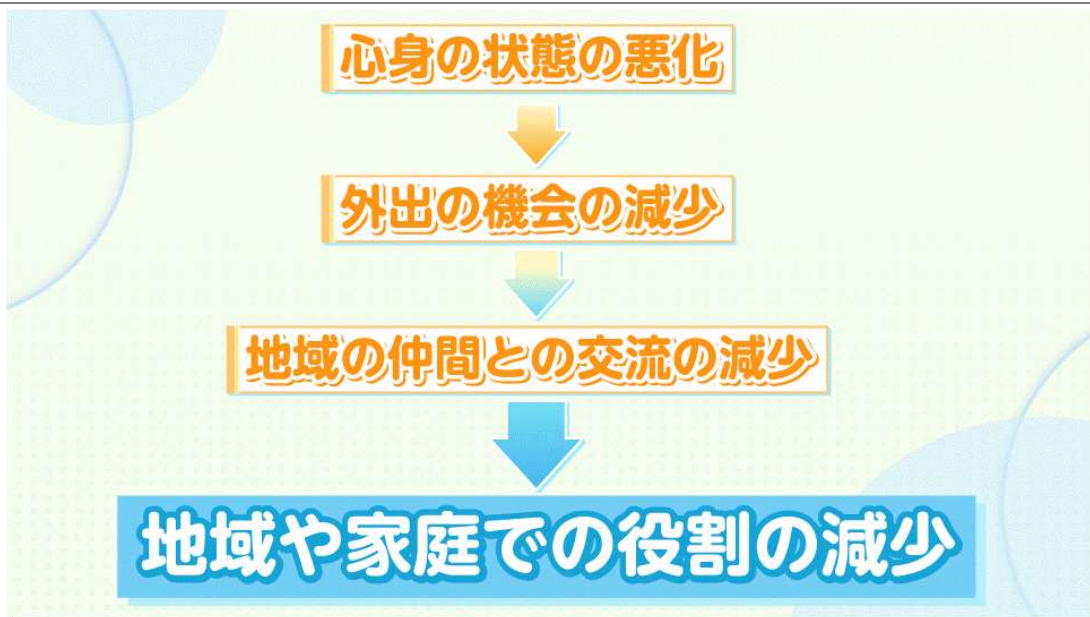 心身の状態の悪化
外出の機会の減少
地域の仲間との交流の減少
地域や家庭での役割の減少